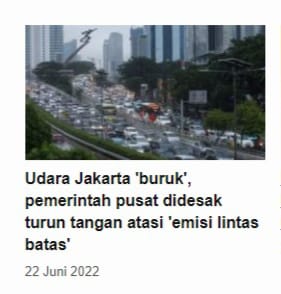 Udara Jakarta 'buruk',
pemerintah pusat didesak
turun tangan atasi 'emisi lintas
batas'
22 Juni 2022